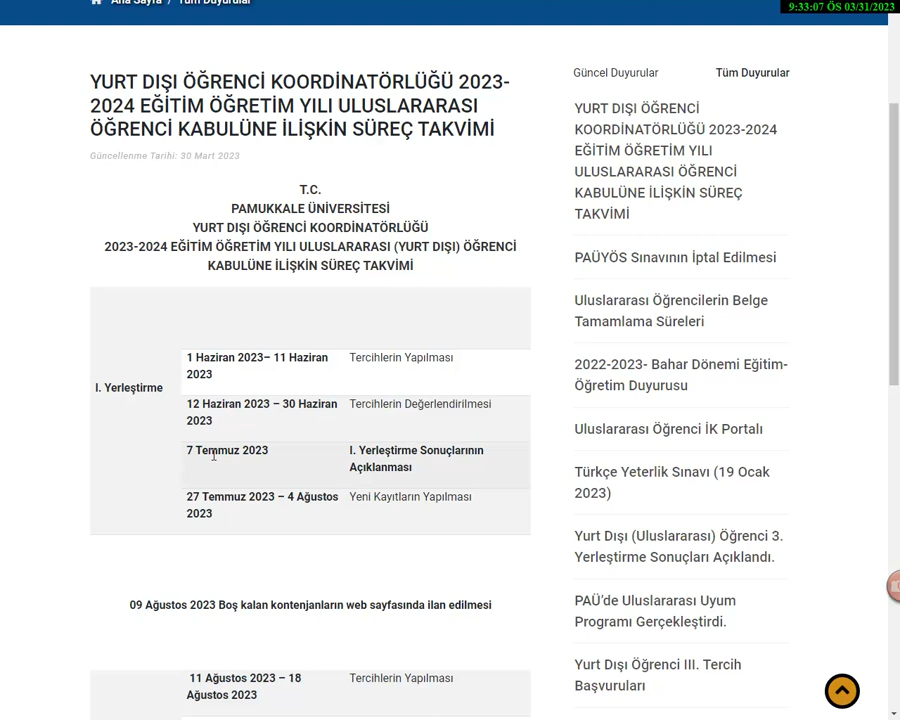 Ana Sayfa / Tüm Duyurular
9:33:07 ÖS 03/31/2023
YURT DIŞI ÖĞRENCİ KOORDİNATÖRLÜĞÜ 2023-
2024 EĞİTİM ÖĞRETİM YILI ULUSLARARASI
ÖĞRENCİ KABULÜNE İLİŞKİN SÜREÇ TAKVİMİ
Güncellenme Tarihi: 30 Mart 2023
T.C.
PAMUKKALE ÜNİVERSİTESİ
YURT DIŞI ÖĞRENCİ KOORDİNATÖRLÜĞÜ
2023-2024 EĞİTİM ÖĞRETİM YILI ULUSLARARASI (YURT DIŞI) ÖĞRENCİ
KABULÜNE İLİŞKİN SÜREÇ TAKVİMİ
I. Yerleştirme
1 Haziran 2023– 11 Haziran
2023
Tercihlerin Yapılması
12 Haziran 2023 – 30 Haziran
2023
Tercihlerin Değerlendirilmesi
7 Temmuz 2023
I. Yerleştirme Sonuçlarının
Açıklanması
27 Temmuz 2023 – 4 Ağustos
2023
Yeni Kayıtların Yapılması
09 Ağustos 2023 Boş kalan kontenjanların web sayfasında ilan edilmesi
11 Ağustos 2023 – 18
Ağustos 2023
Tercihlerin Yapılması
Güncel Duyurular
Tüm Duyurular
YURT DIŞI ÖĞRENCİ
KOORDİNATÖRLÜĞÜ 2023-2024
EĞİTİM ÖĞRETİM YILI
ULUSLARARASI ÖĞRENCİ
KABULÜNE İLİŞKİN SÜREÇ
TAKVİMİ
PAÜYÖS Sınavının İptal Edilmesi
Uluslararası Öğrencilerin Belge
Tamamlama Süreleri
2022-2023- Bahar Dönemi Eğitim-
Öğretim Duyurusu
Uluslararası Öğrenci İK Portalı
Türkçe Yeterlik Sınavı (19 Ocak
2023)
Yurt Dışı (Uluslararası) Öğrenci 3.
Yerleştirme Sonuçları Açıklandı.
PAÜ’de Uluslararası Uyum
Programı Gerçekleştirdi.
Yurt Dışı Öğrenci III. Tercih
Başvuruları